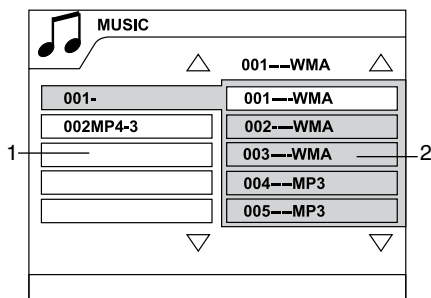 MUSIC
001---WMA
001-
001----WMA
002MP4-3
002----WMA
1
003----WMA
2
004---MP3
005---MP3